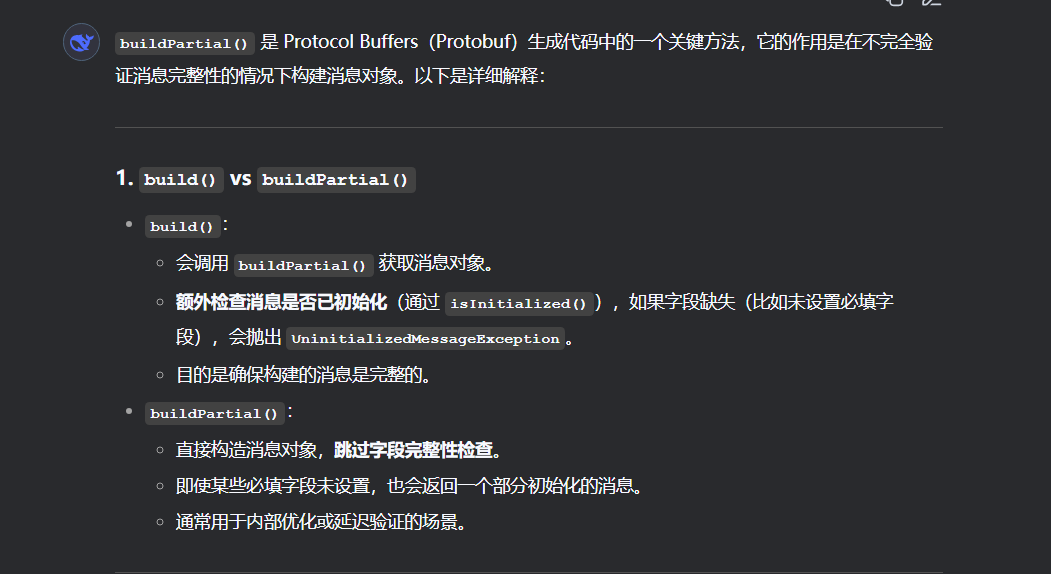 buildPartial() 是 Protocol Buffers（Protobuf）生成代码中的一个关键方法，它的作用是在不完全验
证消息完整性的情况下构建消息对象。以下是详细解释：
1. build() vs buildPartial()
build()：
会调用 buildPartial() 获取消息对象。
额外检查消息是否已初始化（通过 isInitialized()），如果字段缺失（比如未设置必填字
段），会抛出 UninitializedMessageException。
目的是确保构建的消息是完整的。
buildPartial()：
直接构造消息对象，跳过字段完整性检查。
即使某些必填字段未设置，也会返回一个部分初始化的消息。
通常用于内部优化或延迟验证的场景。